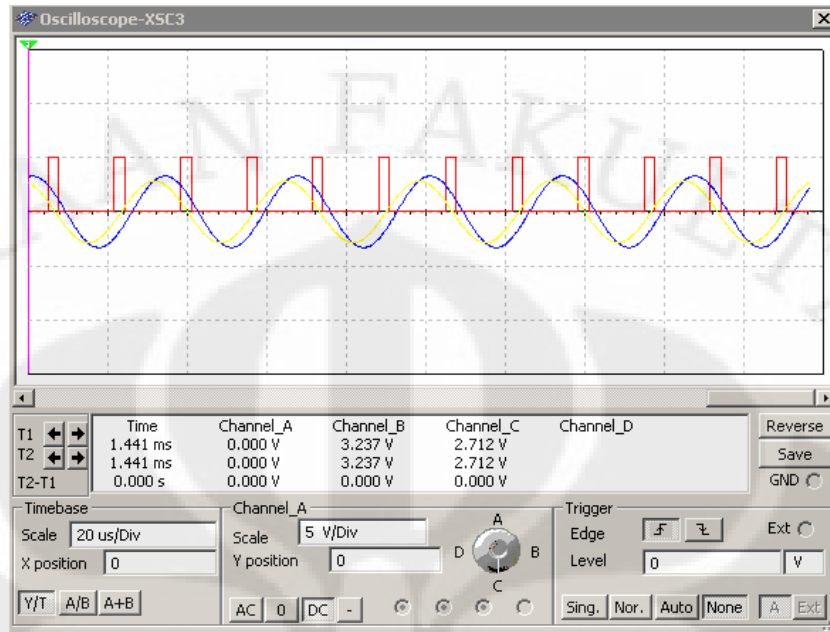 Oscilloscope-XSC3
AN FAKULTA
Time Channel_A Channel_B Channel_C Channel_D
T1 1.441 ms 0.000 V 3.237 V 2.712 V
T2 1.441 ms 0.000 V 3.237 V 2.712 V
T2-T1 0.000 s 0.000 V 0.000 V 0.000 V
Reverse
Save
GND
Timebase
Scale 20 us/Div
X position 0
Y/T A/B A+B
Channel_A
Scale 5 V/Div
Y position 0
AC 0 DC -
A
D B
C
Trigger
Edge Ext
Level 0 V
Sing. Nor. Auto None A Ext